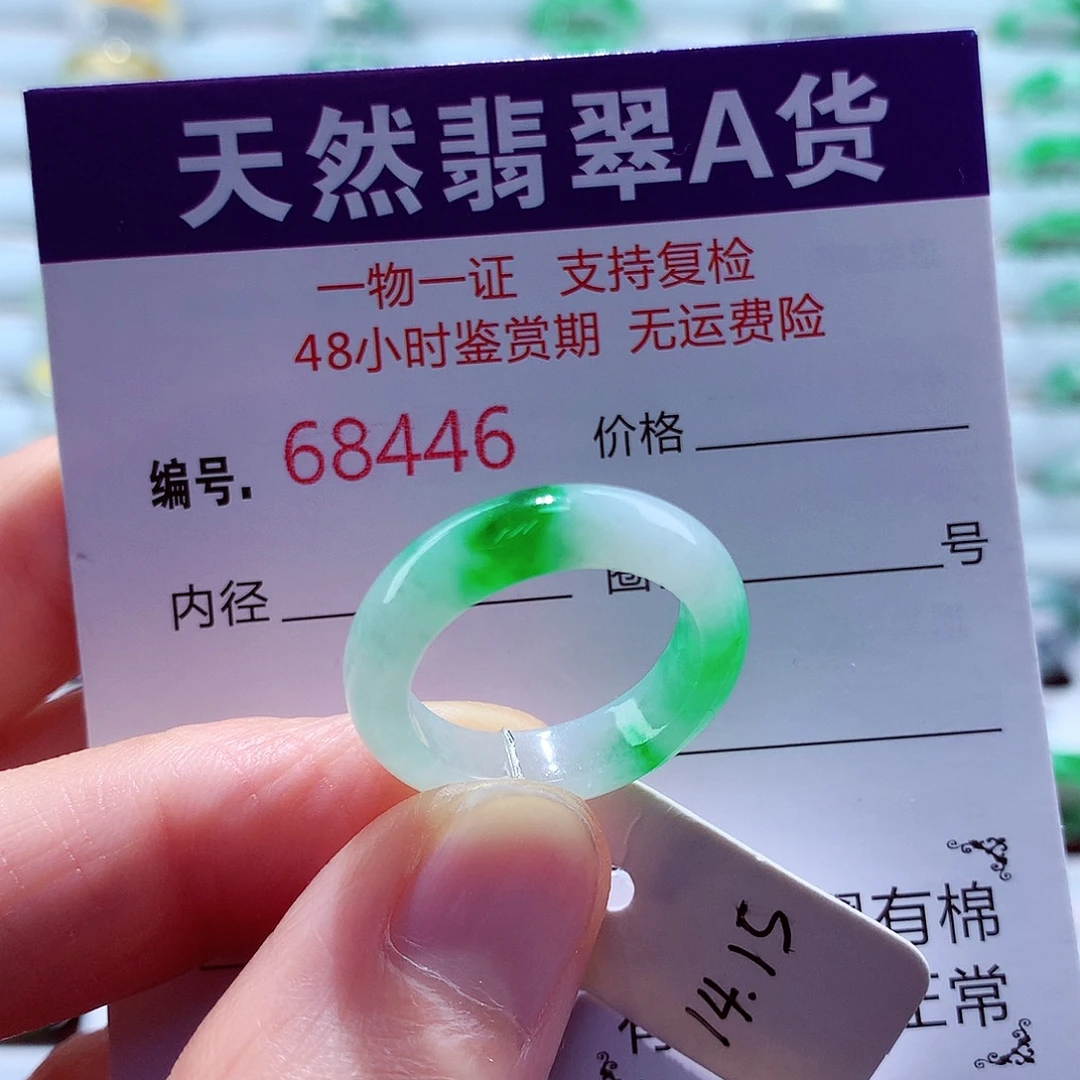 天然翡翠A货
一物一证 支持复检
48小时鉴赏期 无运费险
编号. 68446 价格
内径 圈 号
14.15
有棉
正常